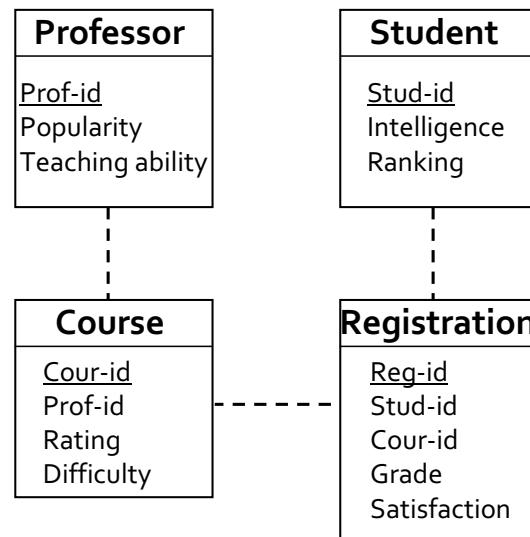 Professor
Prof-id
Popularity
Teaching ability
Student
Stud-id
Intelligence
Ranking
Course
Cour-id
Prof-id
Rating
Difficulty
Registration
Reg-id
Stud-id
Cour-id
Grade
Satisfaction